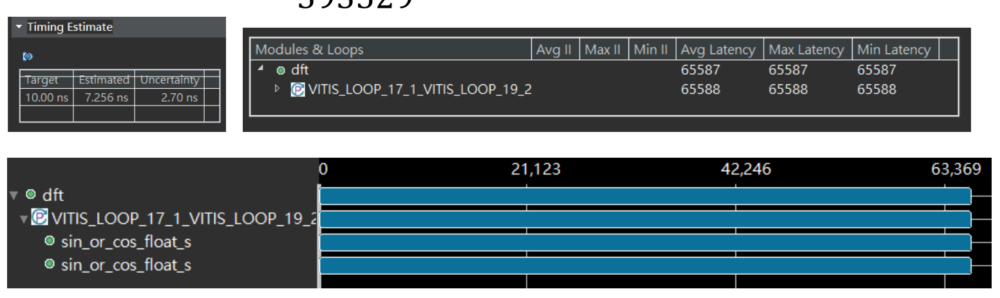 Timing Estimate
Target Estimated Uncertainty
10.00 ns 7.256 ns 2.70 ns
Modules & Loops Avg II Max II Min II Avg Latency Max Latency Min Latency
dft 65587 65587 65587
VITIS_LOOP_17_1_VITIS_LOOP_19_2 65588 65588 65588
0 21,123 42,246 63,369
dft
VITIS_LOOP_17_1_VITIS_LOOP_19_2
sin_or_cos_float_s
sin_or_cos_float_s